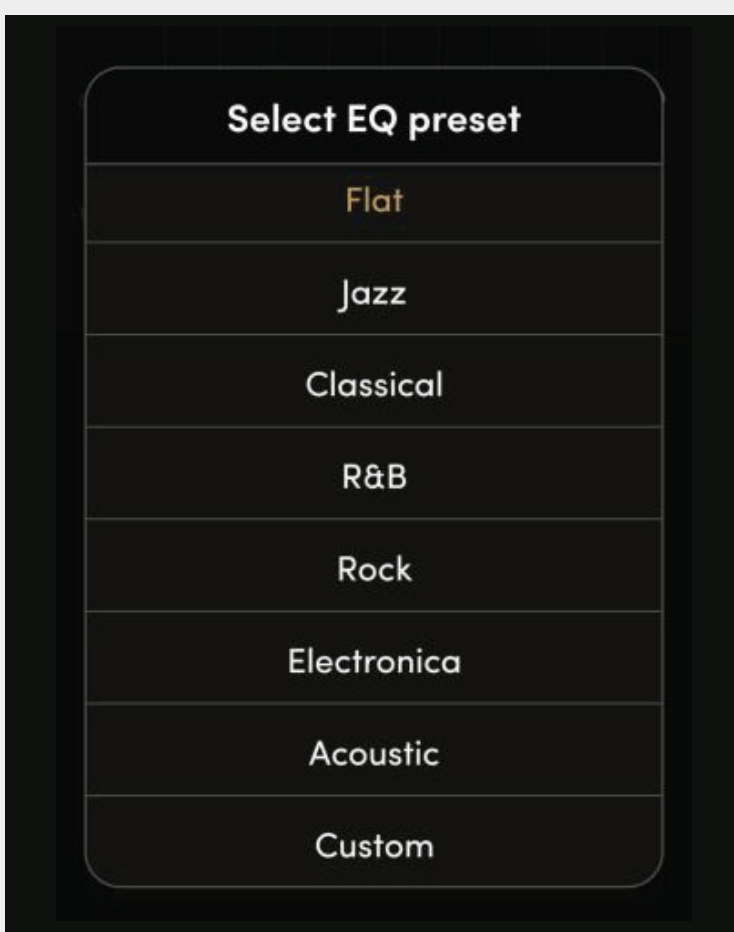 Select EQ preset
Flat
Jazz
Classical
R&B
Rock
Electronica
Acoustic
Custom